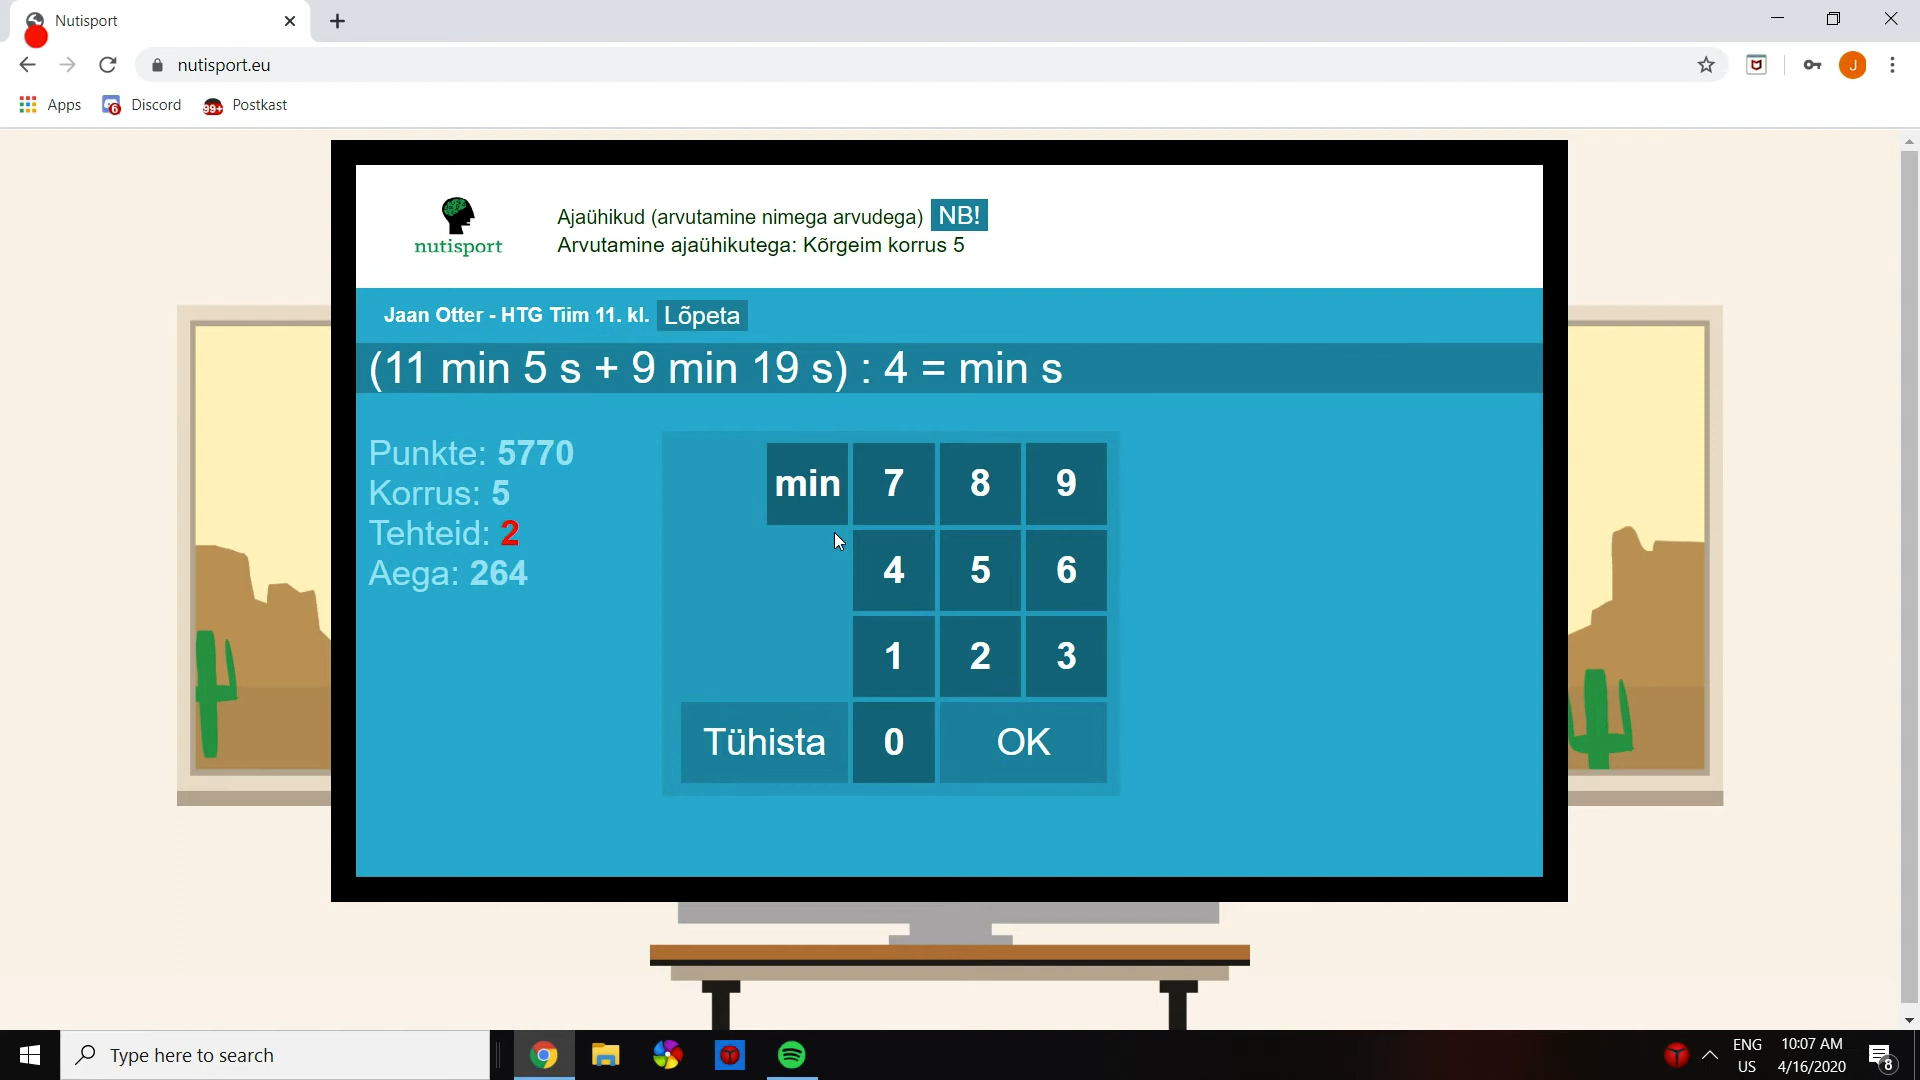 Nutisport
nutisport.eu
J
Apps
6
Discord
99+
Postkast
nutisport
Ajaühikud (arvutamine nimega arvudega) NB!
Arvutamine ajaühikutega: Kõrgeim korrus 5
Jaan Otter - HTG Tiim 11. kl. Lõpeta
(11 min 5 s + 9 min 19 s) : 4 = min s
Punkte: 5770
Korrus: 5
Tehteid: 2
Aega: 264
min 7 8 9
4 5 6
1 2 3
Tühista 0 OK
Type here to search
ENG
US
10:07 AM
4/16/2020
8